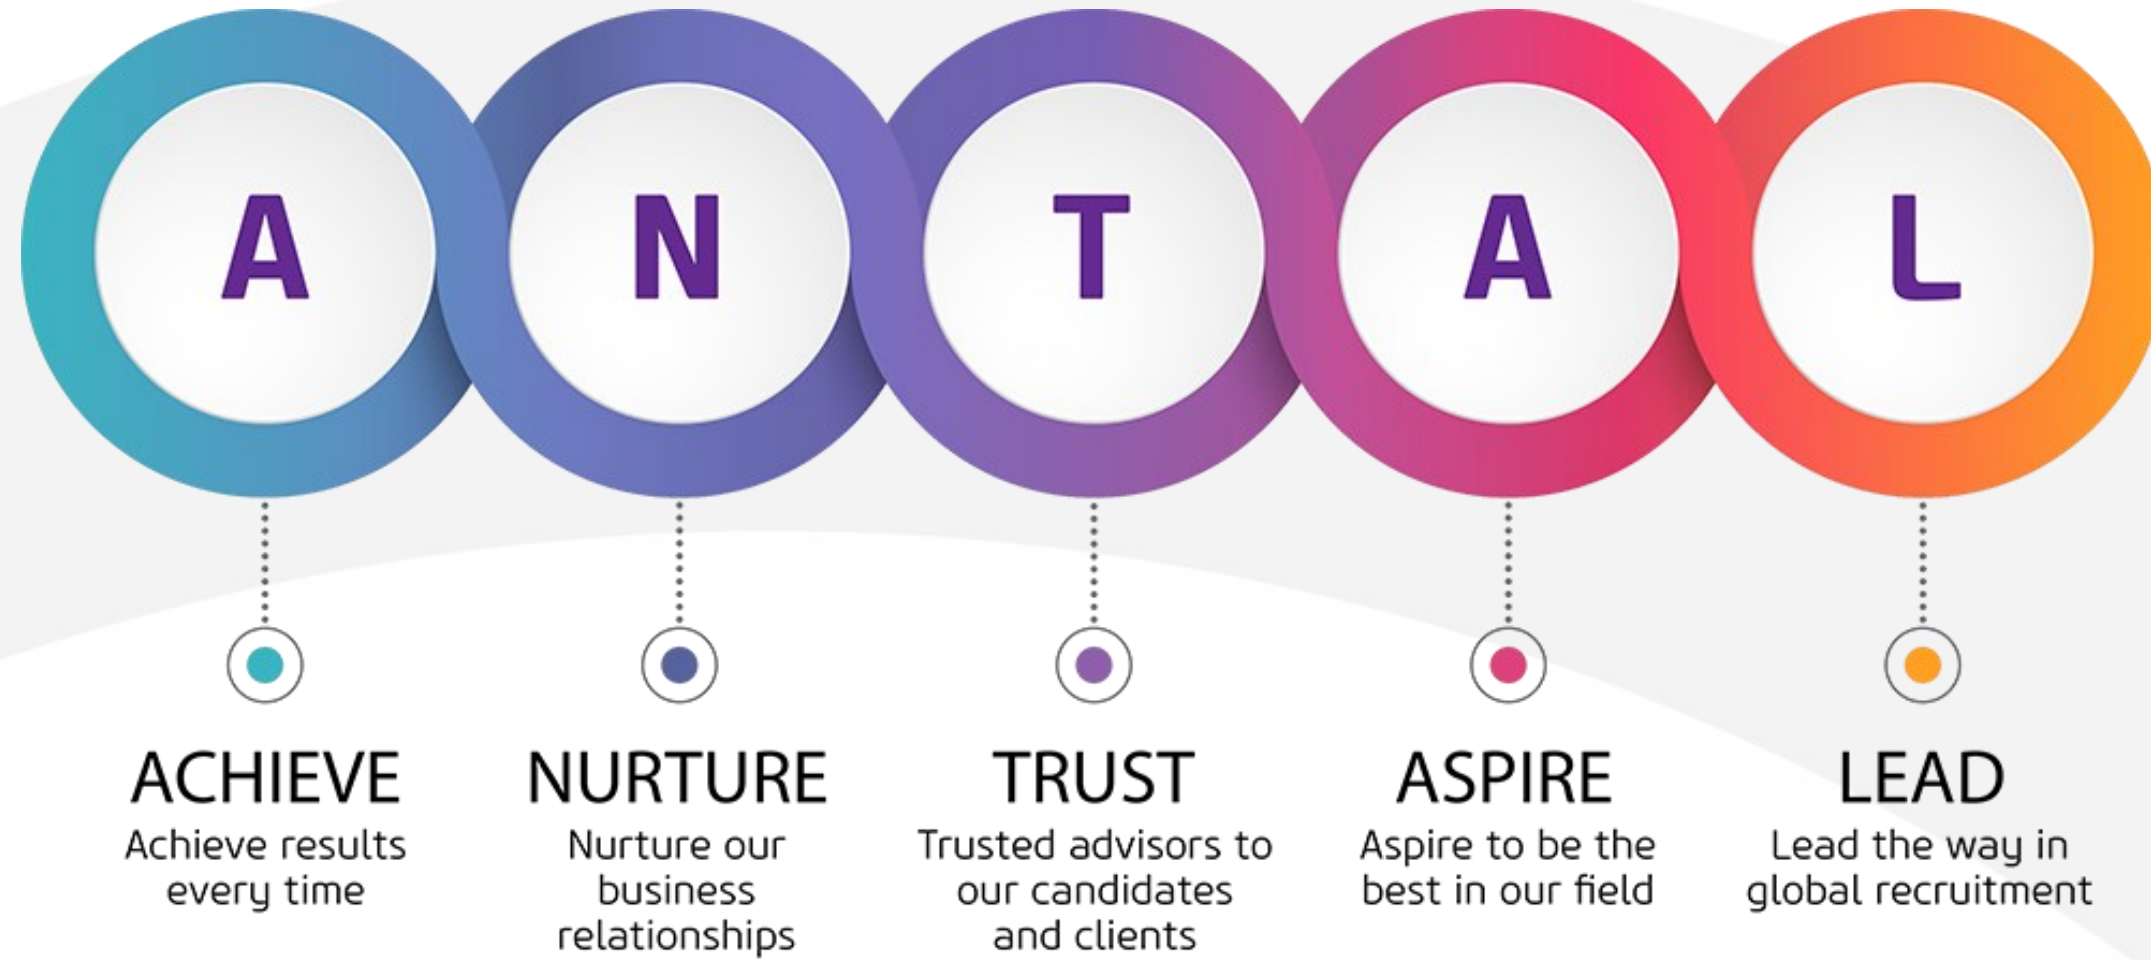 A
N
T
A
L
ACHIEVE
Achieve results
every time
NURTURE
Nurture our
business
relationships
TRUST
Trusted advisors to
our candidates
and clients
ASPIRE
Aspire to be the
best in our field
LEAD
Lead the way in
global recruitment